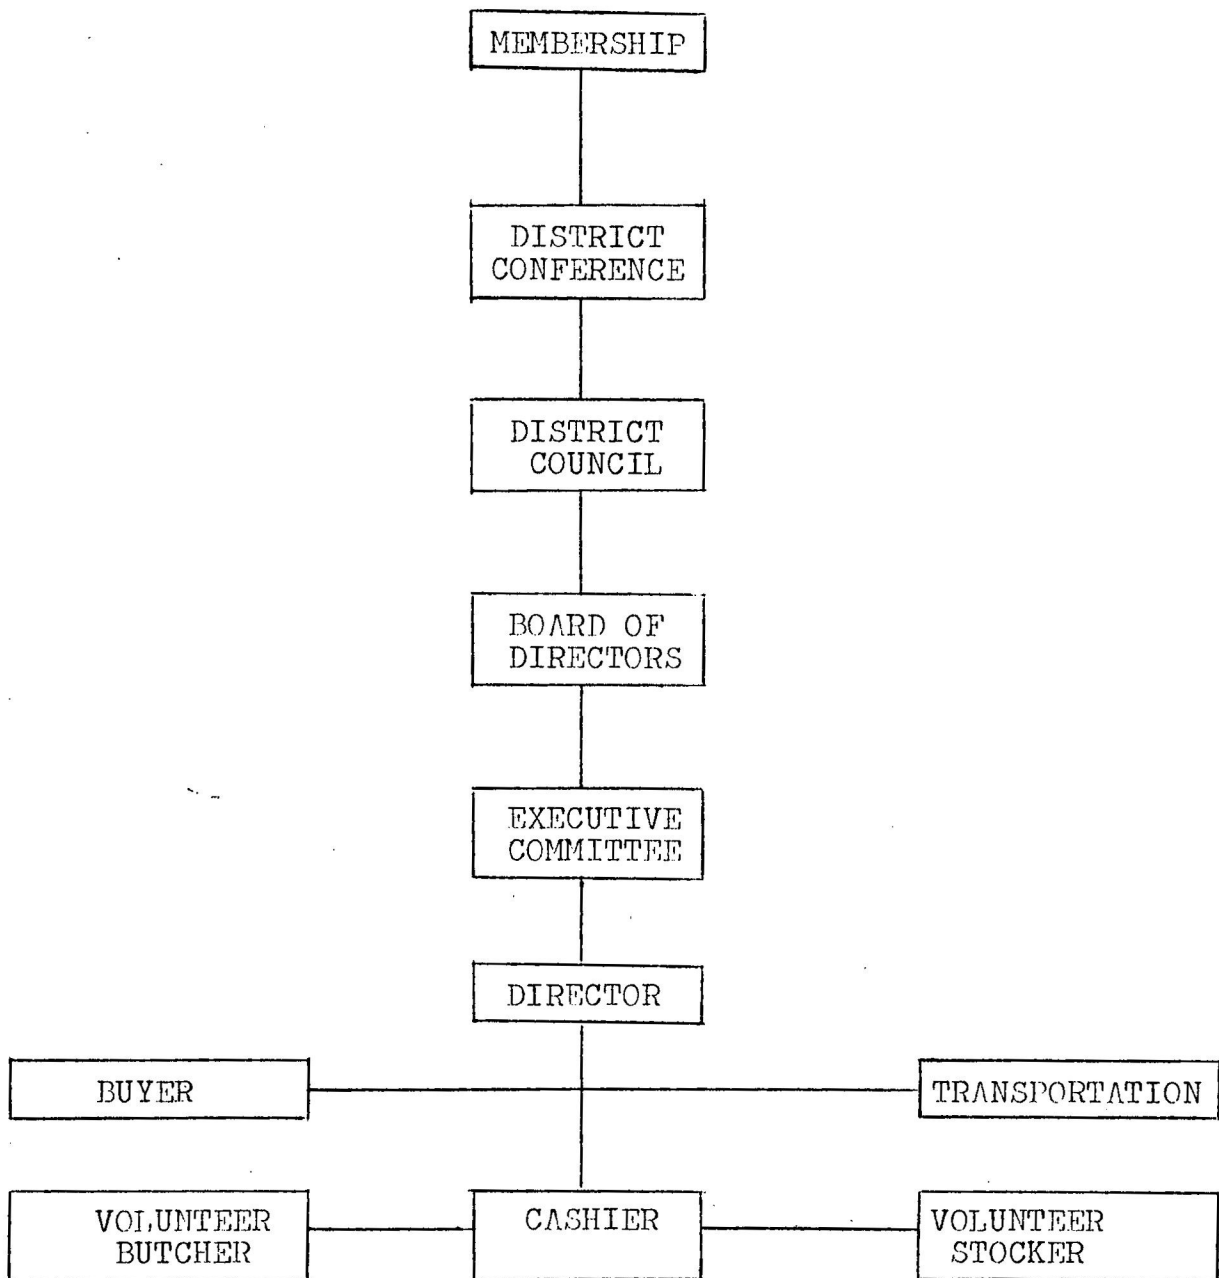 MEMBERSHIP
DISTRICT
CONFERENCE
DISTRICT
COUNCIL
BOARD OF
DIRECTORS
EXECUTIVE
COMMITTEE
DIRECTOR
BUYER
TRANSPORTATION
VOLUNTEER
BUTCHER
CASHIER
VOLUNTEER
STOCKER